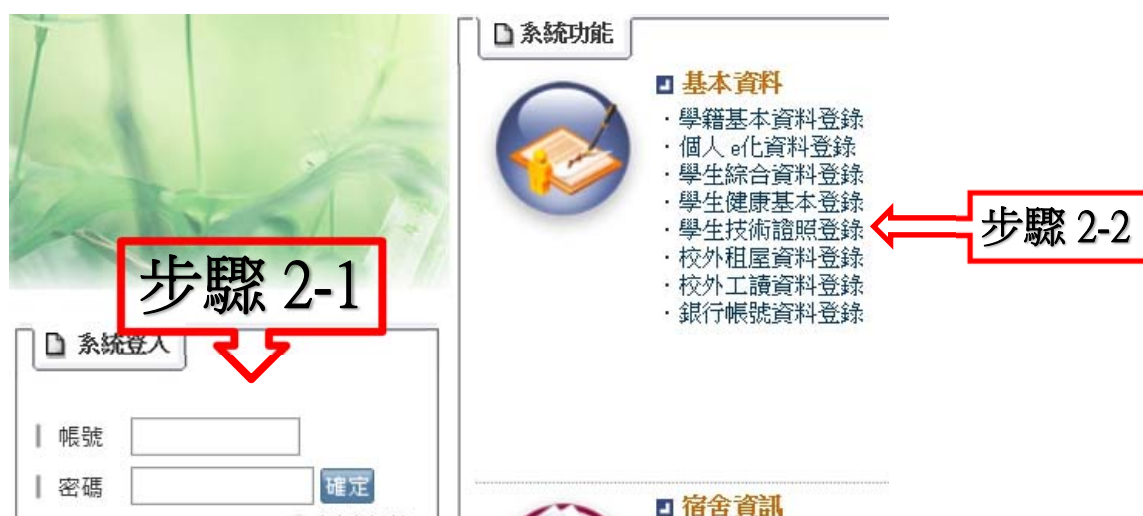 系統功能
基本資料
·學籍基本資料登錄
·個人 e化資料登錄
·學生綜合資料登錄
·學生健康基本登錄
·學生技術證照登錄
·校外租屋資料登錄
·校外工讀資料登錄
·銀行帳號資料登錄
步驟 2-2
步驟 2-1
系統登入
帳號
密碼
確定
宿舍資訊